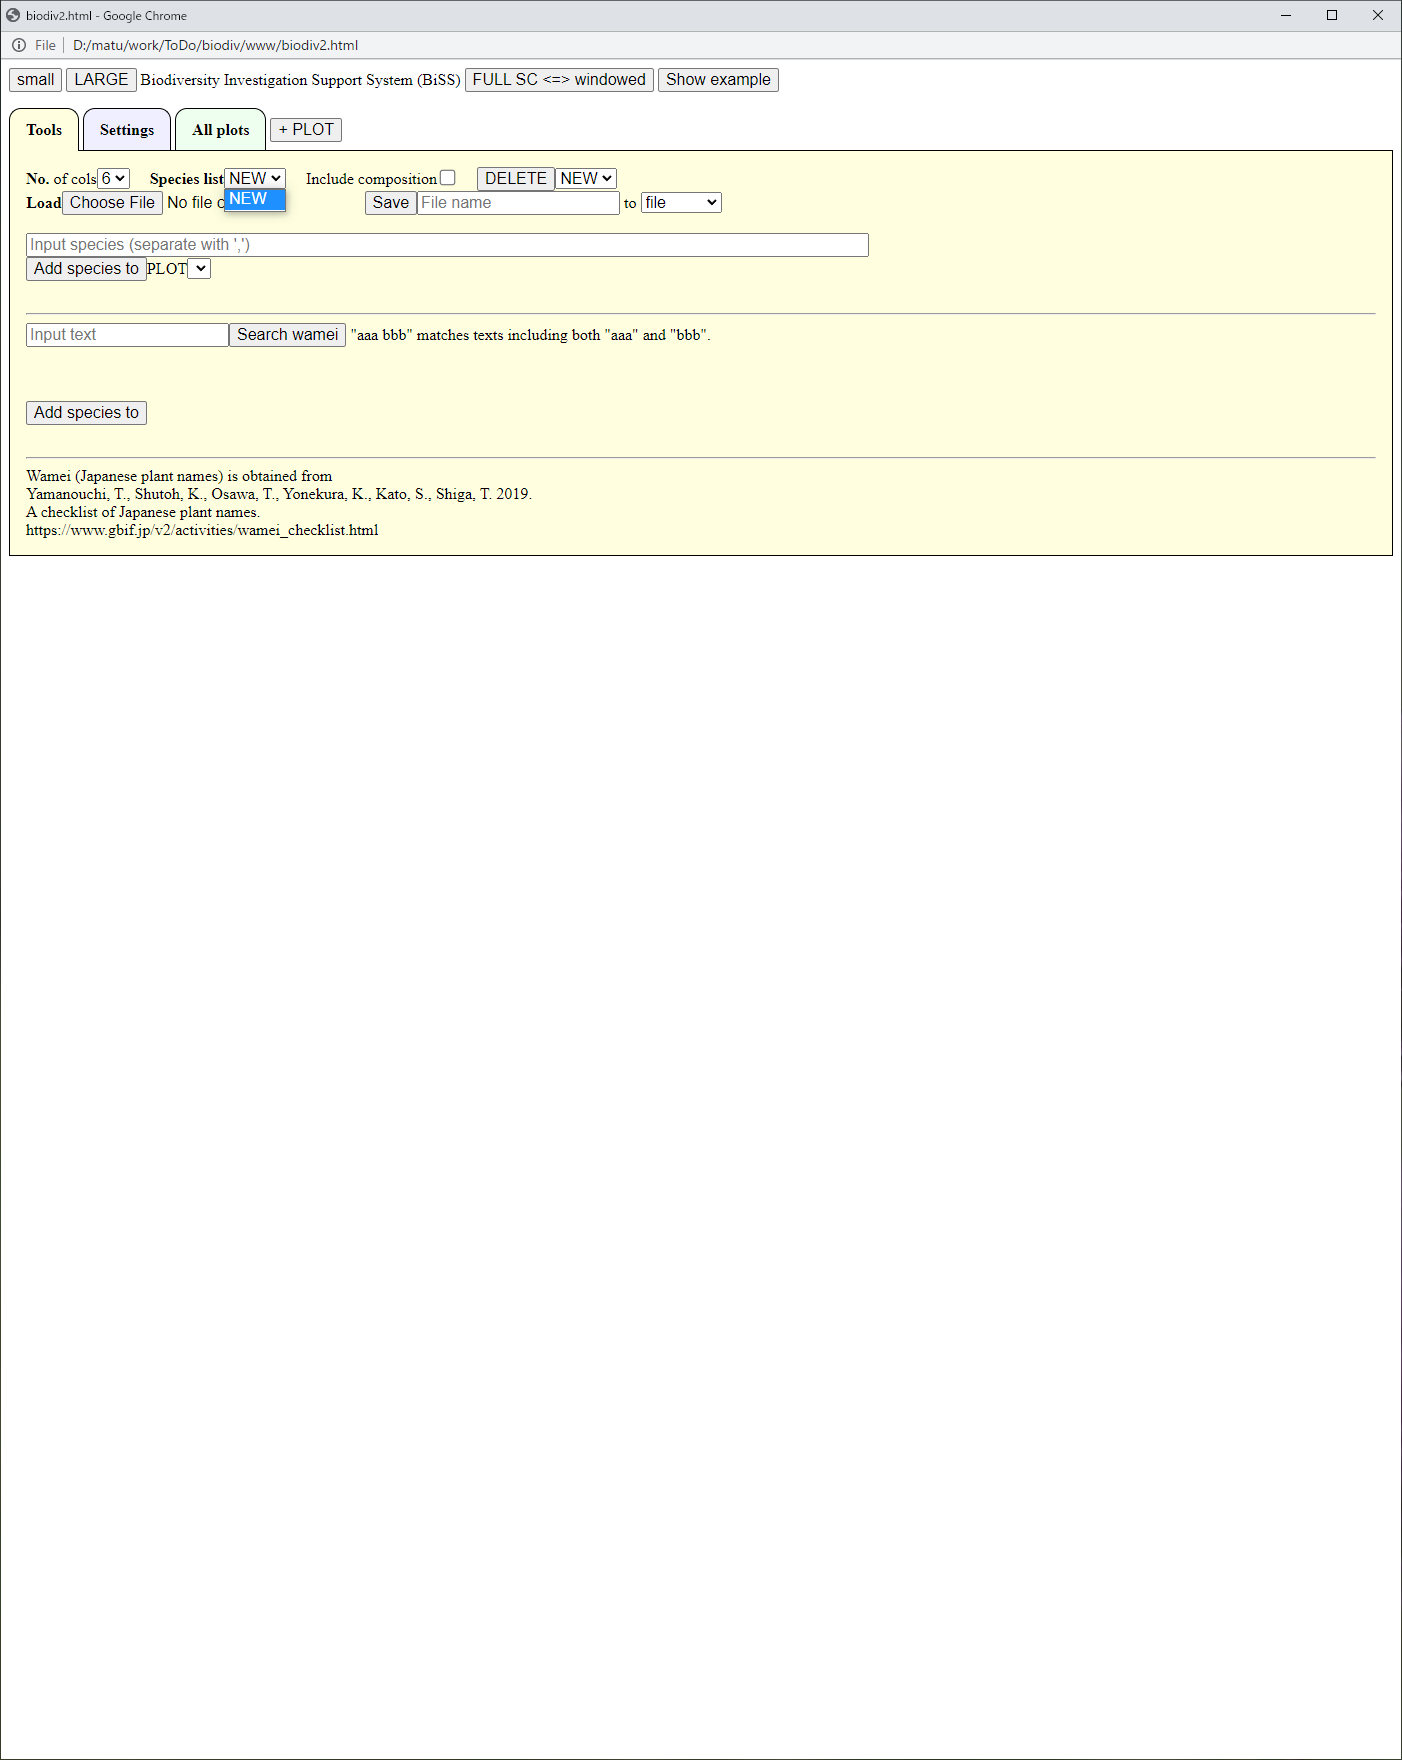 biodiv2.html - Google Chrome
File D:/matu/work/ToDo/biodiv/www/biodiv2.html
small LARGE Biodiversity Investigation Support System (BiSS) FULL SC <=> windowed Show example
Tools Settings All plots + PLOT
No. of cols 6 Species list NEW Include composition DELETE NEW
Load Choose File No file c NEW Save File name to file
Input species (separate with ',')
Add species to PLOT
Input text Search wamei "aaa bbb" matches texts including both "aaa" and "bbb".
Add species to
Wamei (Japanese plant names) is obtained from
Yamanouchi, T., Shutoh, K., Osawa, T., Yonekura, K., Kato, S., Shiga, T. 2019.
A checklist of Japanese plant names.
https://www.gbif.jp/v2/activities/wamei_checklist.html